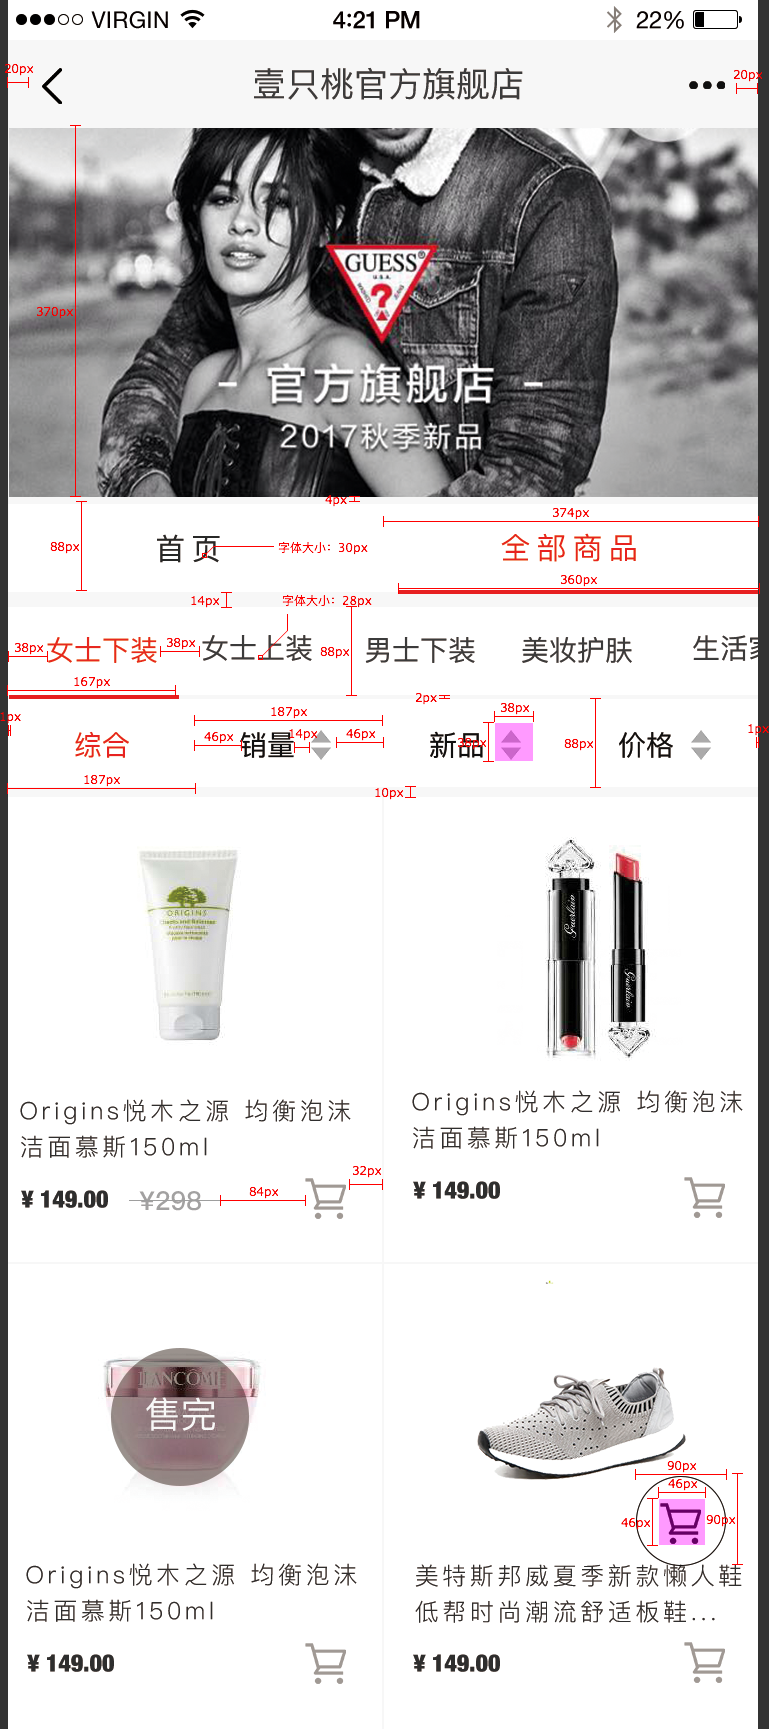 VIRGIN 4:21 PM 22%
20px 壹只桃官方旗舰店 20px
GUESS
U.S.A.
?
370px
- 官方旗舰店 -
2017秋季新品
4px
374px
88px 首页 字体大小：30px 全部商品
360px
14px 字体大小：28px
38px 女士下装 38px 女士上装 88px 男士下装 美妆护肤 生活家
167px
2px
187px 38px
1px 综合 46px 销量 14px 46px 新品 38px 88px 价格 1px
187px
10px
ORIGINS
Checks and Balances
Guerlain
Guerlain
Origins悦木之源 均衡泡沫
洁面慕斯150ml
¥ 149.00 ¥298 84px 32px
Origins悦木之源 均衡泡沫
洁面慕斯150ml
¥ 149.00
LANCÔME
售完
90px
46px
46px 90px
Origins悦木之源 均衡泡沫
洁面慕斯150ml
¥ 149.00
美特斯邦威夏季新款懒人鞋
低帮时尚潮流舒适板鞋...
¥ 149.00